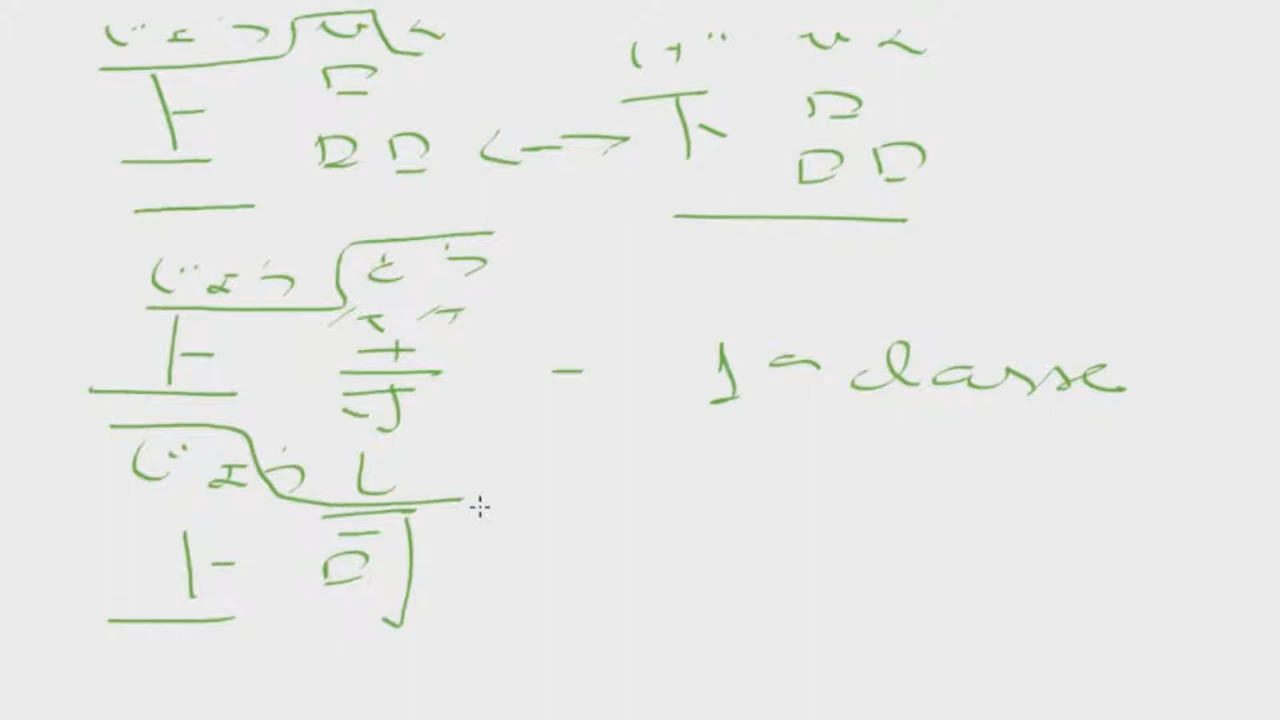 じょうひん げひん
上品 ↔ 下品
じょうとう
上等 - 1ª classe
じょうし
上司